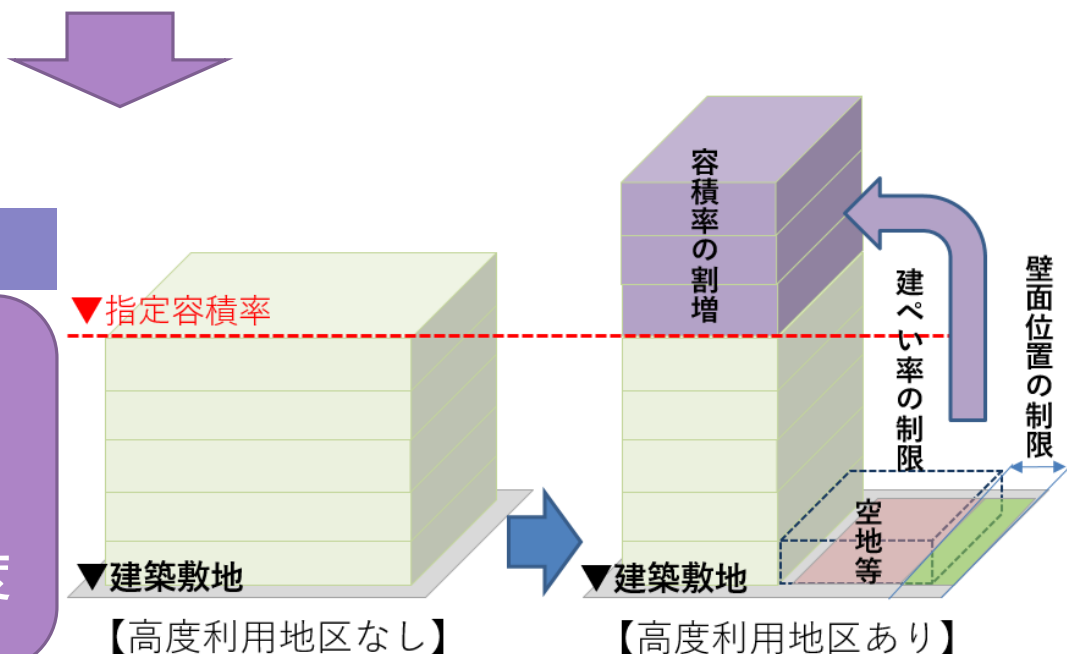 容積率の割増
▼指定容積率
建ぺい率の制限
壁面位置の制限
空地等
▼建築敷地
▼建築敷地
【高度利用地区なし】
【高度利用地区あり】